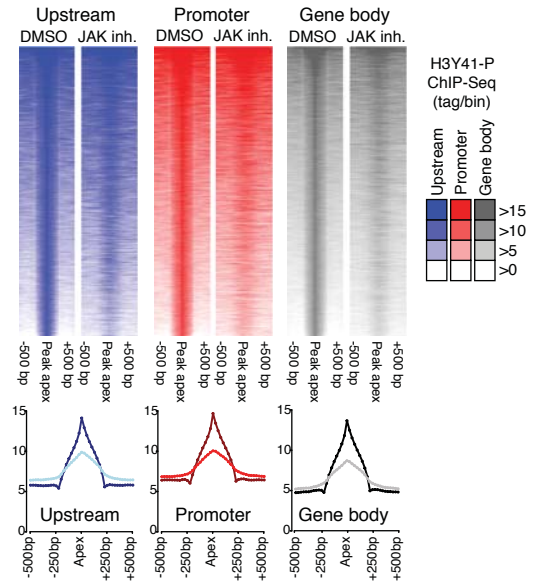 Upstream Promoter Gene body
DMSO JAK inh. DMSO JAK inh. DMSO JAK inh.
H3Y41-P
ChIP-Seq
(tag/bin)
Upstream
Promoter
Gene body
>15
>10
>5
>0
-500 bp
Peak apex
+500 bp
-500 bp
Peak apex
+500 bp
-500 bp
Peak apex
+500 bp
-500 bp
Peak apex
+500 bp
-500 bp
Peak apex
+500 bp
-500 bp
Peak apex
+500 bp
15
10
5
0
Upstream
-500bp
-250bp
Apex
+250bp
+500bp
15
10
5
0
Promoter
-500bp
-250bp
Apex
+250bp
+500bp
15
10
5
0
Gene body
-500bp
-250bp
Apex
+250bp
+500bp